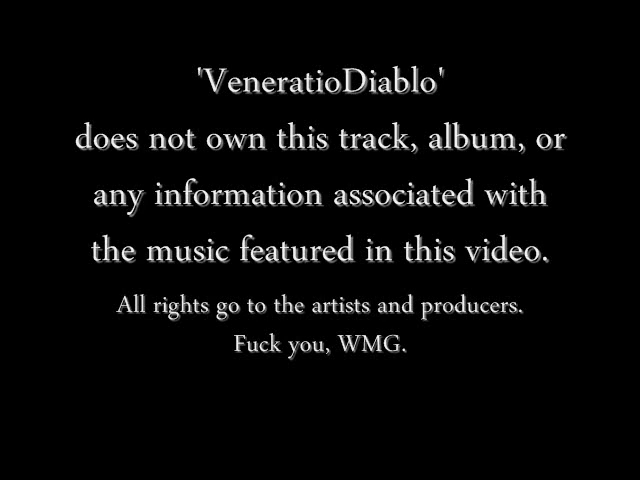 'VeneratioDiablo'
does not own this track, album, or
any information associated with
the music featured in this video.
All rights go to the artists and producers.
Fuck you, WMG.